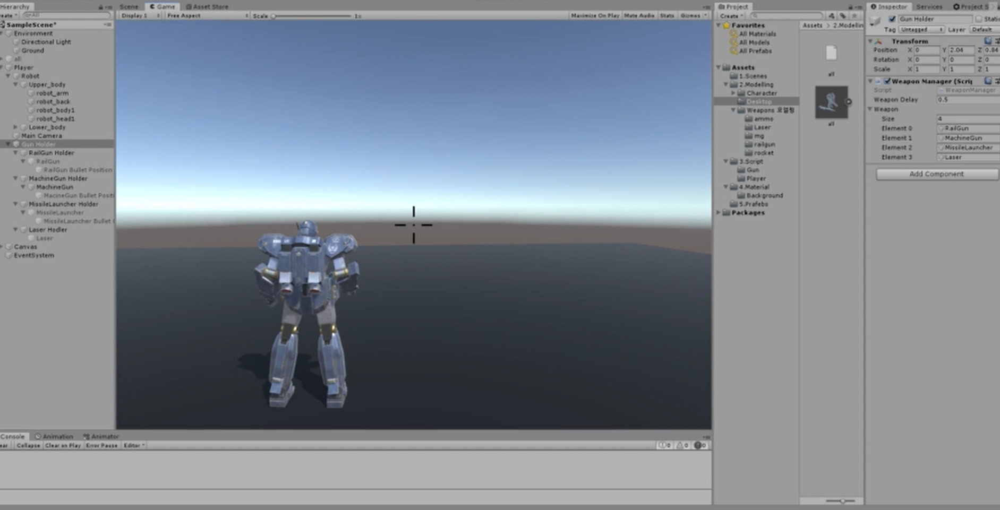 Hierarchy
All
SampleScene*
Environment
Directional Light
Ground
all
Player
Robot
Upper_body
robot_arm
robot_back
robot_body1
robot_head1
Lower_body
Main Camera
Gun Holder
RailGun Holder
RailGun
RailGun Bullet Position
MachineGun Holder
MachineGun
MacineGun Bullet Positi
MissileLauncher Holder
MissileLauncher
MissileLauncher Bullet
Laser Hodler
Laser
Canvas
EventSystem
Scene Game Asset Store
Display 1 Free Aspect Scale 1x Maximize On Play Mute Audio Stats Gizmos
Console Animation Animator
ear Collapse Clear on Play Error Pause Editor 0 0 0
Project
Create
Favorites
All Materials
All Models
All Prefabs
Assets
1.Scenes
2.Modelling
Character
Desktop
Weapons 모델링
ammo
Laser
mg
railgun
rocket
3.Script
Gun
Player
4.Material
Background
5.Prefebs
Packages
Assets > 2.Modellin
all
all
Inspector Services Project S
Gun Holder Static
Tag Untagged Layer Default
Transform
Position X 0 Y 2.04 Z 0.84
Rotation X 0 Y 0 Z 0
Scale X 1 Y 1 Z 1
Weapon Manager (Scrip
Script WeaponManager
Weapon Delay 0.5
Weapon
Size 4
Element 0 RailGun
Element 1 MachineGun
Element 2 MissileLauncher
Element 3 Laser
Add Component